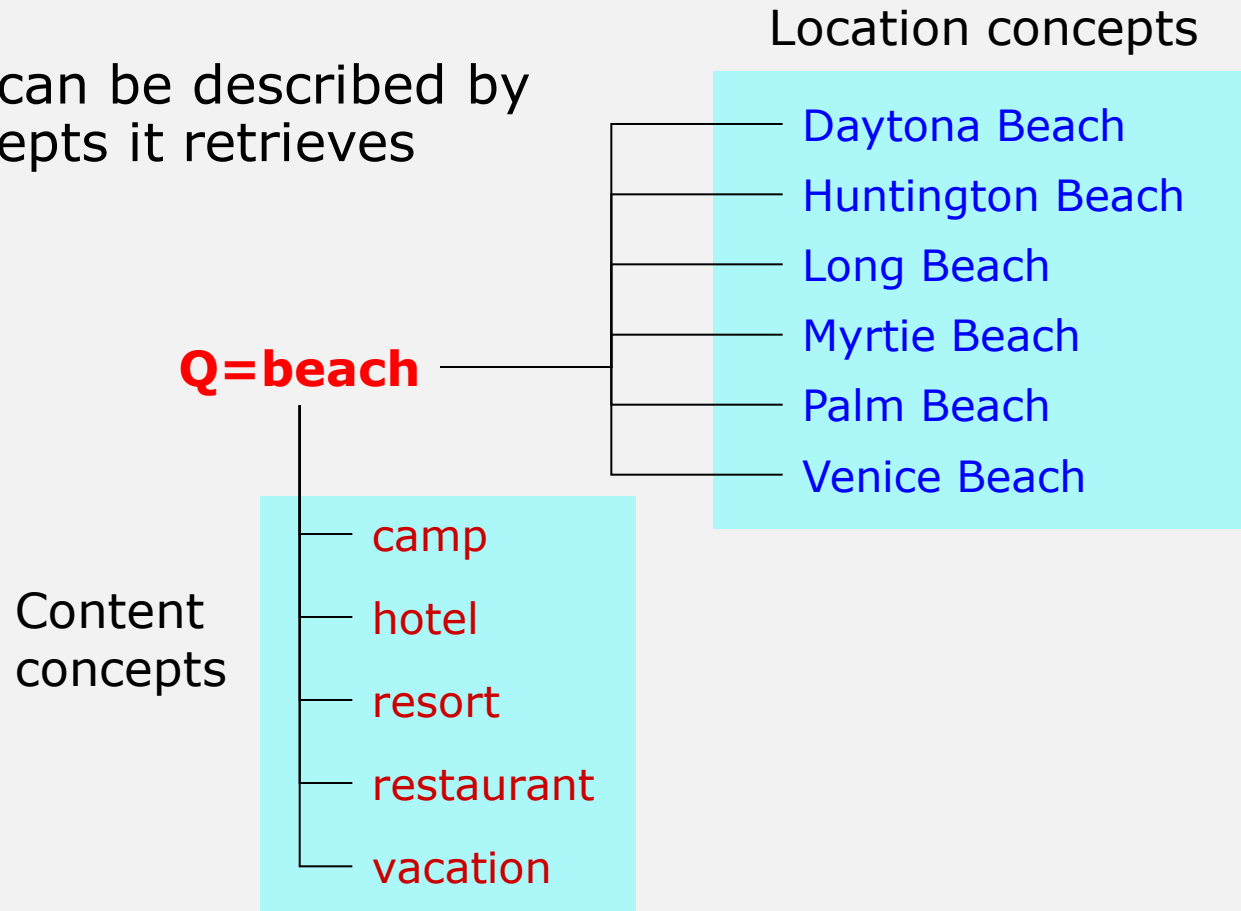 Location concepts
can be described by
epts it retrieves
Daytona Beach
Huntington Beach
Long Beach
Myrtie Beach
Palm Beach
Venice Beach
Q=beach
Content
concepts
camp
hotel
resort
restaurant
vacation